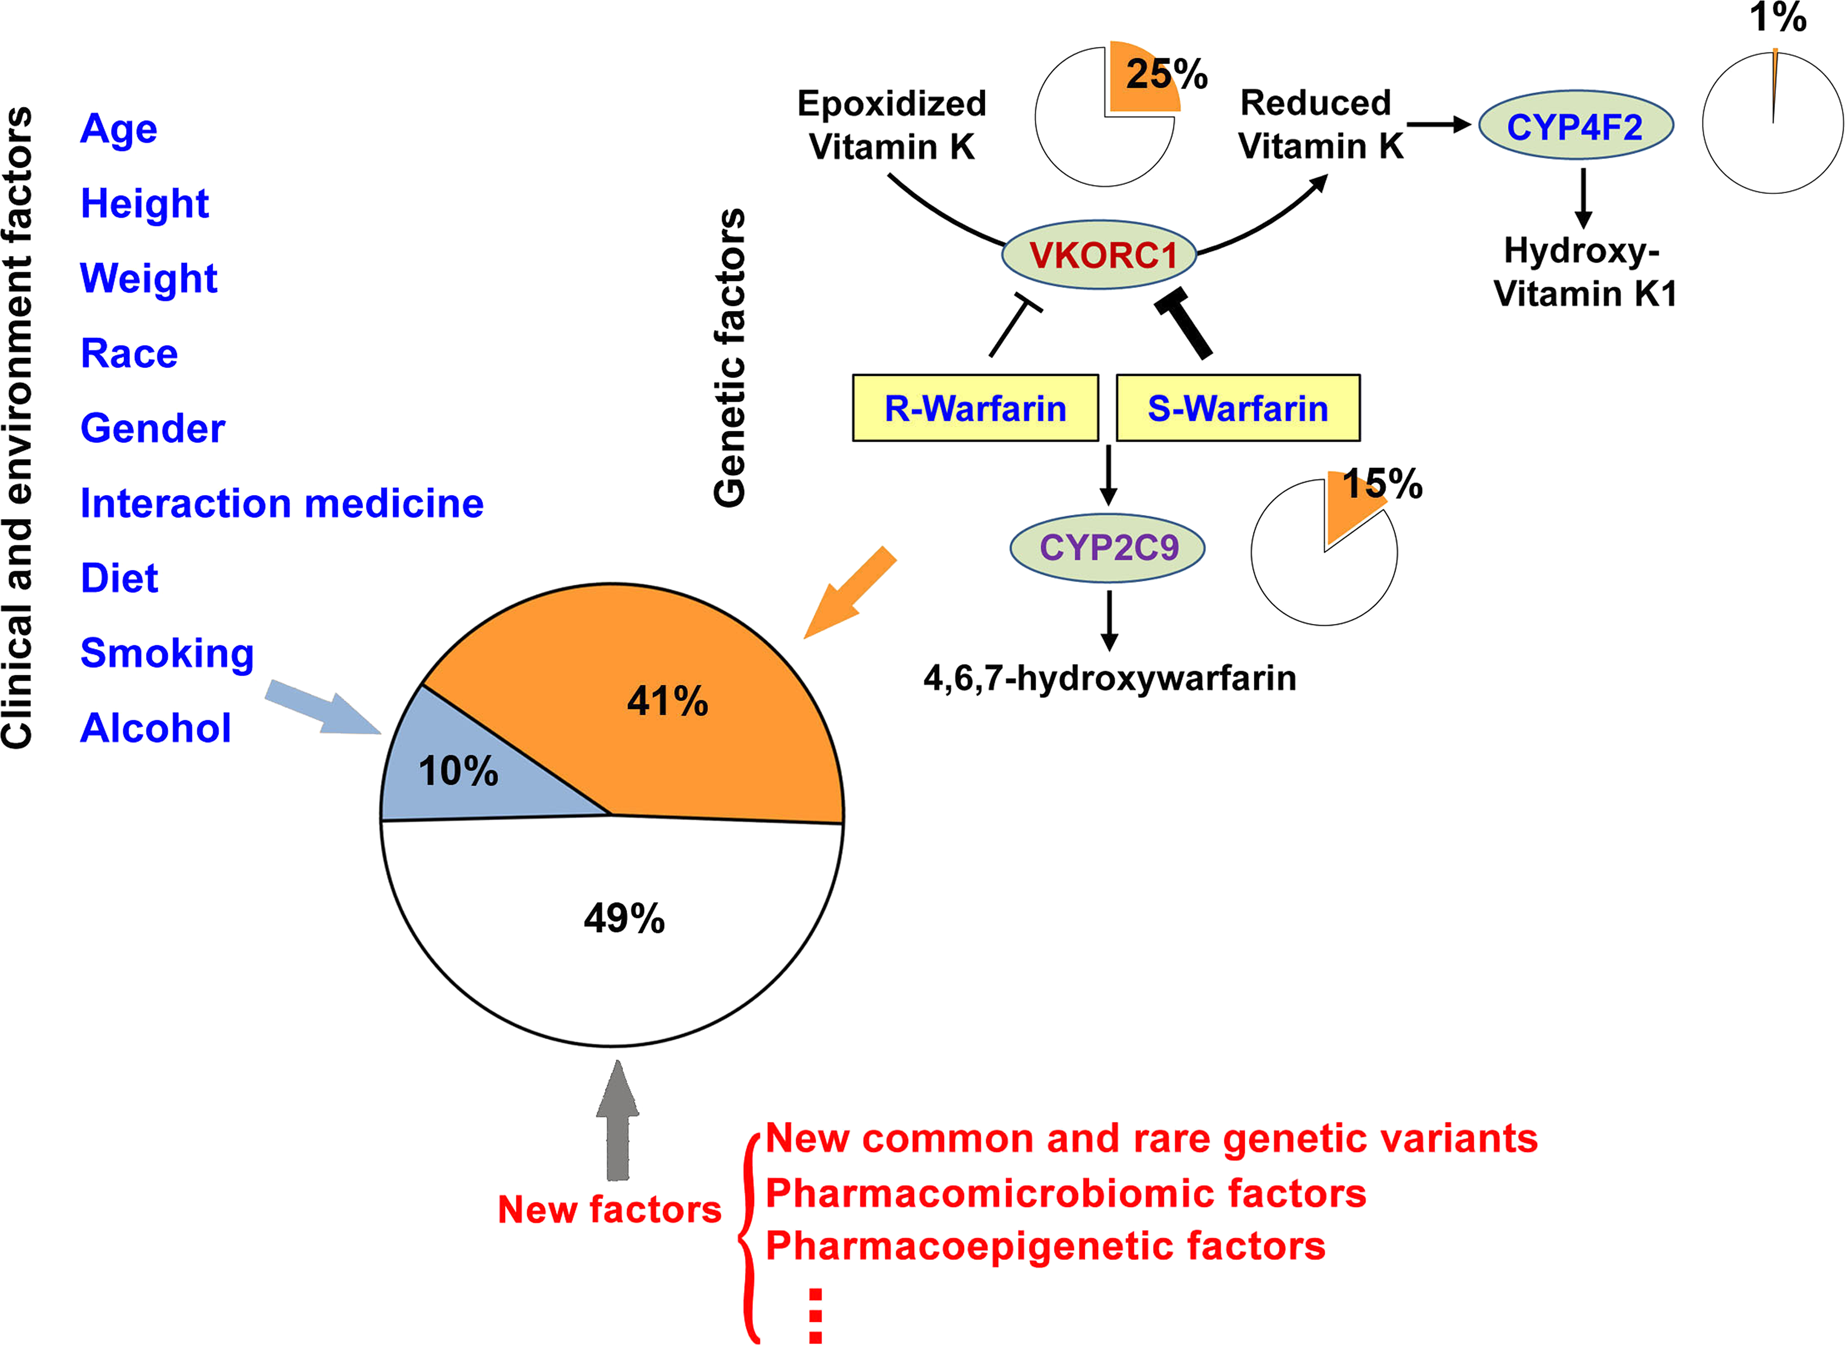 Clinical and environment factors
Age
Height
Weight
Race
Gender
Interaction medicine
Diet
Smoking
Alcohol
Genetic factors
Epoxidized
Vitamin K
25%
Reduced
Vitamin K
CYP4F2
1%
Hydroxy-
Vitamin K1
VKORC1
R-Warfarin
S-Warfarin
CYP2C9
15%
4,6,7-hydroxywarfarin
41%
10%
49%
New factors
New common and rare genetic variants
Pharmacomicrobiomic factors
Pharmacoepigenetic factors